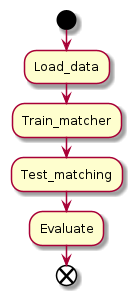 Load_data
Train_matcher
Test_matching
Evaluate